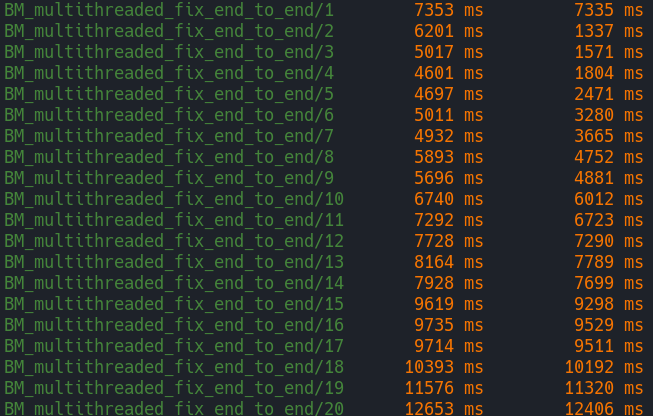 BM_multithreaded_fix_end_to_end/1 7353 ms 7335 ms
BM_multithreaded_fix_end_to_end/2 6201 ms 1337 ms
BM_multithreaded_fix_end_to_end/3 5017 ms 1571 ms
BM_multithreaded_fix_end_to_end/4 4601 ms 1804 ms
BM_multithreaded_fix_end_to_end/5 4697 ms 2471 ms
BM_multithreaded_fix_end_to_end/6 5011 ms 3280 ms
BM_multithreaded_fix_end_to_end/7 4932 ms 3665 ms
BM_multithreaded_fix_end_to_end/8 5893 ms 4752 ms
BM_multithreaded_fix_end_to_end/9 5696 ms 4881 ms
BM_multithreaded_fix_end_to_end/10 6740 ms 6012 ms
BM_multithreaded_fix_end_to_end/11 7292 ms 6723 ms
BM_multithreaded_fix_end_to_end/12 7728 ms 7290 ms
BM_multithreaded_fix_end_to_end/13 8164 ms 7789 ms
BM_multithreaded_fix_end_to_end/14 7928 ms 7699 ms
BM_multithreaded_fix_end_to_end/15 9619 ms 9298 ms
BM_multithreaded_fix_end_to_end/16 9735 ms 9529 ms
BM_multithreaded_fix_end_to_end/17 9714 ms 9511 ms
BM_multithreaded_fix_end_to_end/18 10393 ms 10192 ms
BM_multithreaded_fix_end_to_end/19 11576 ms 11320 ms
BM_multithreaded_fix_end_to_end/20 12653 ms 12406 ms